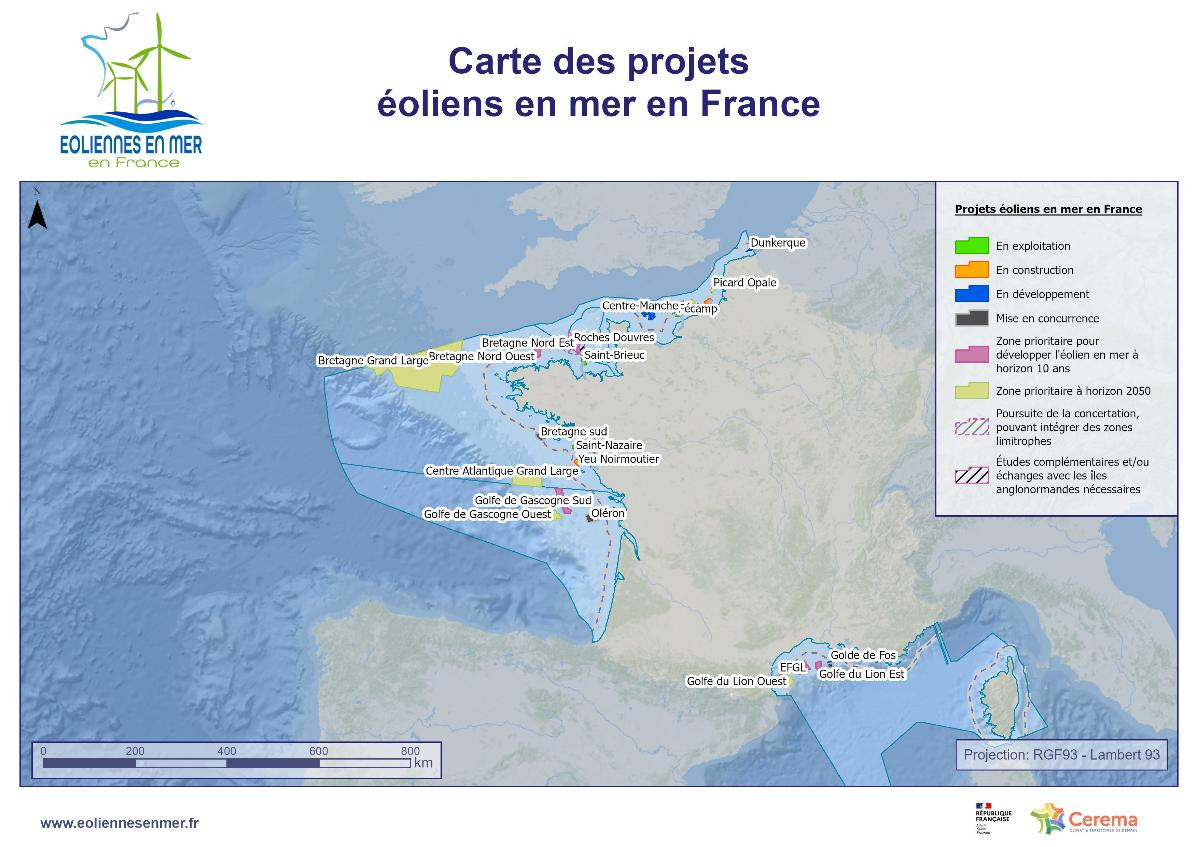 Carte des projets
éoliens en mer en France
EOLIENNES EN MER
en France
N
Projets éoliens en mer en France
En exploitation
En construction
En développement
Mise en concurrence
Zone prioritaire pour
développer l'éolien en mer à
horizon 10 ans
Zone prioritaire à horizon 2050
Poursuite de la concertation,
pouvant intégrer des zones
limitrophes
Études complémentaires et/ou
échanges avec les îles
anglonormandes nécessaires
Dunkerque
Picard Opale
Centre-Manche
écamp
Roches Douvres
Bretagne Nord Est
Saint-Brieuc
Bretagne Nord Ouest
Bretagne Grand Large
Bretagne sud
Saint-Nazaire
Yeu Noirmoutier
Centre Atlantique Grand Large
Golfe de Gascogne Sud
Golfe de Gascogne Ouest
Oléron
Golde de Fos
EFGL
Golfe du Lion Est
Golfe du Lion Ouest
0 200 400 600 800
km
Projection: RGF93 - Lambert 93
www.eoliennesenmer.fr
RÉPUBLIQUE
FRANÇAISE
Cerema
CLIMAT & TERRITOIRES DE DEMAIN